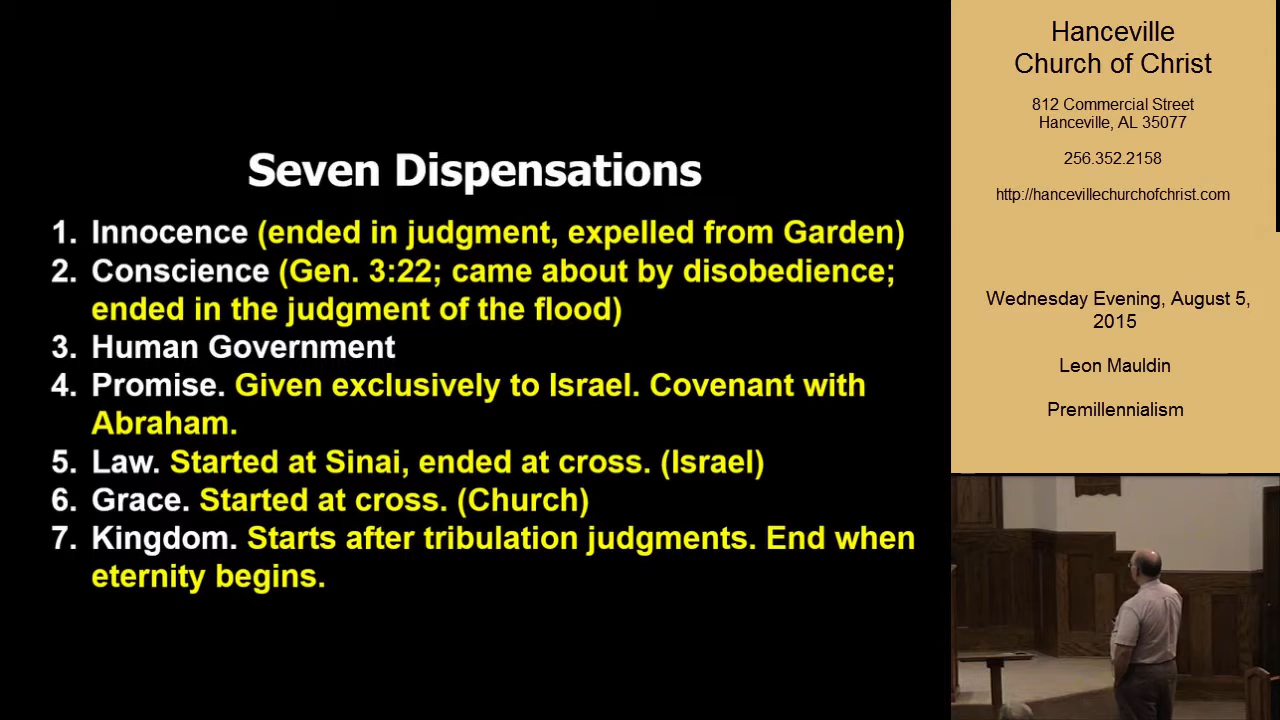 Seven Dispensations
1. Innocence (ended in judgment, expelled from Garden)
2. Conscience (Gen. 3:22; came about by disobedience;
ended in the judgment of the flood)
3. Human Government
4. Promise. Given exclusively to Israel. Covenant with
Abraham.
5. Law. Started at Sinai, ended at cross. (Israel)
6. Grace. Started at cross. (Church)
7. Kingdom. Starts after tribulation judgments. End when
eternity begins.
Hanceville
Church of Christ
812 Commercial Street
Hanceville, AL 35077
256.352.2158
http://hancevillechurchofchrist.com
Wednesday Evening, August 5,
2015
Leon Mauldin
Premillennialism